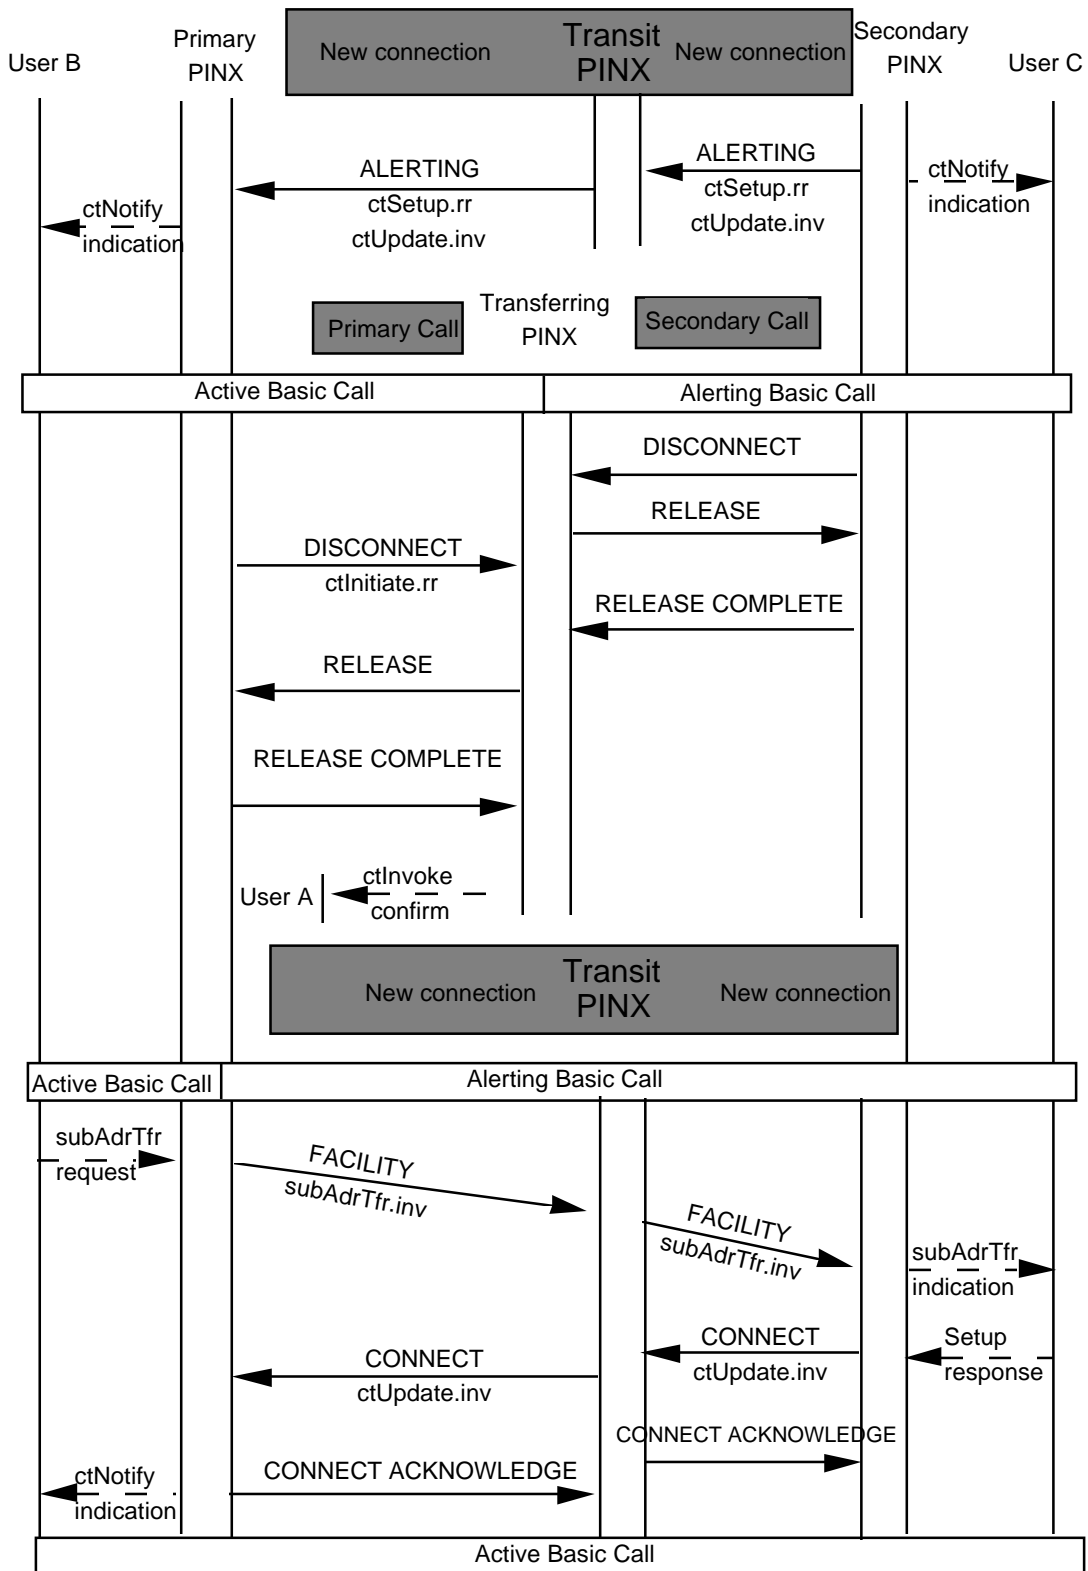 User B
Primary
PINX
New connection
Transit
PINX
New connection
Secondary
PINX
User C
ALERTING
ctSetup.rr
ctUpdate.inv
ALERTING
ctSetup.rr
ctUpdate.inv
ctNotify
indication
ctNotify
indication
Primary Call
Transferring
PINX
Secondary Call
Active Basic Call
Alerting Basic Call
DISCONNECT
RELEASE
DISCONNECT
ctInitiate.rr
RELEASE COMPLETE
RELEASE
RELEASE COMPLETE
User A
ctInvoke
confirm
New connection
Transit
PINX
New connection
Active Basic Call
Alerting Basic Call
subAdrTfr
request
FACILITY
subAdrTfr.inv
FACILITY
subAdrTfr.inv
subAdrTfr
indication
CONNECT
ctUpdate.inv
Setup
response
CONNECT
ctUpdate.inv
CONNECT ACKNOWLEDGE
ctNotify
indication
CONNECT ACKNOWLEDGE
Active Basic Call